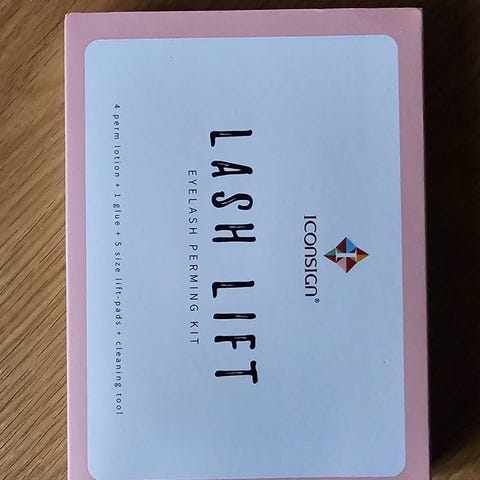 ICONSIGN®
LASH LIFT
EYELASH PERMING KIT
4 perm lotion + 1 glue + 5 size lift-pads + cleaning tool